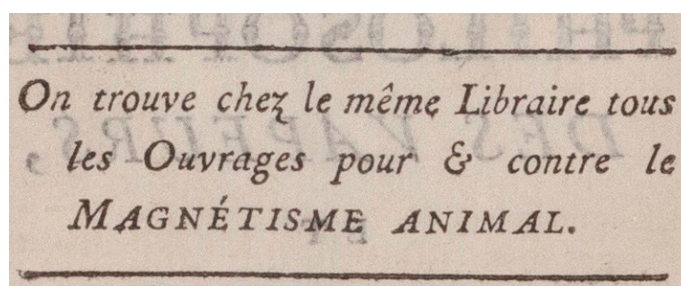 On trouve chez le même Libraire tous
les Ouvrages pour & contre le
MAGNÉTISME ANIMAL.